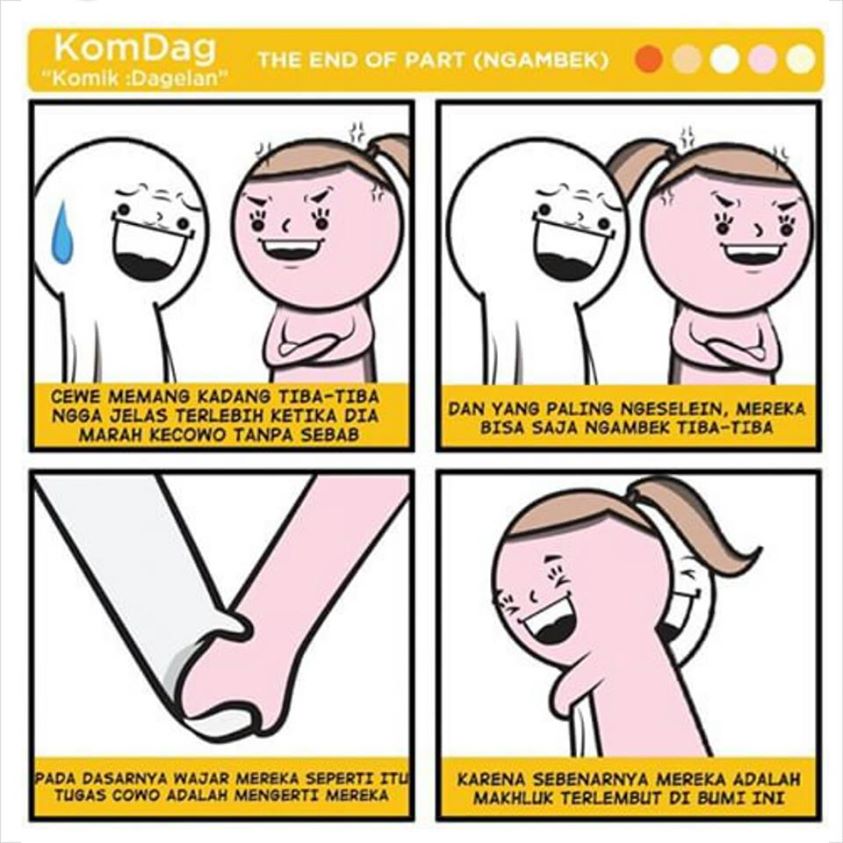 KomDag
"Komik :Dagelan"
THE END OF PART (NGAMBEK)
CEWE MEMANG KADANG TIBA-TIBA
NGGA JELAS TERLEBIH KETIKA DIA
MARAH KECOWO TANPA SEBAB
DAN YANG PALING NGESELEIN, MEREKA
BISA SAJA NGAMBEK TIBA-TIBA
PADA DASARNYA WAJAR MEREKA SEPERTI ITU
TUGAS COWO ADALAH MENGERTI MEREKA
KARENA SEBENARNYA MEREKA ADALAH
MAKHLUK TERLEMBUT DI BUMI INI